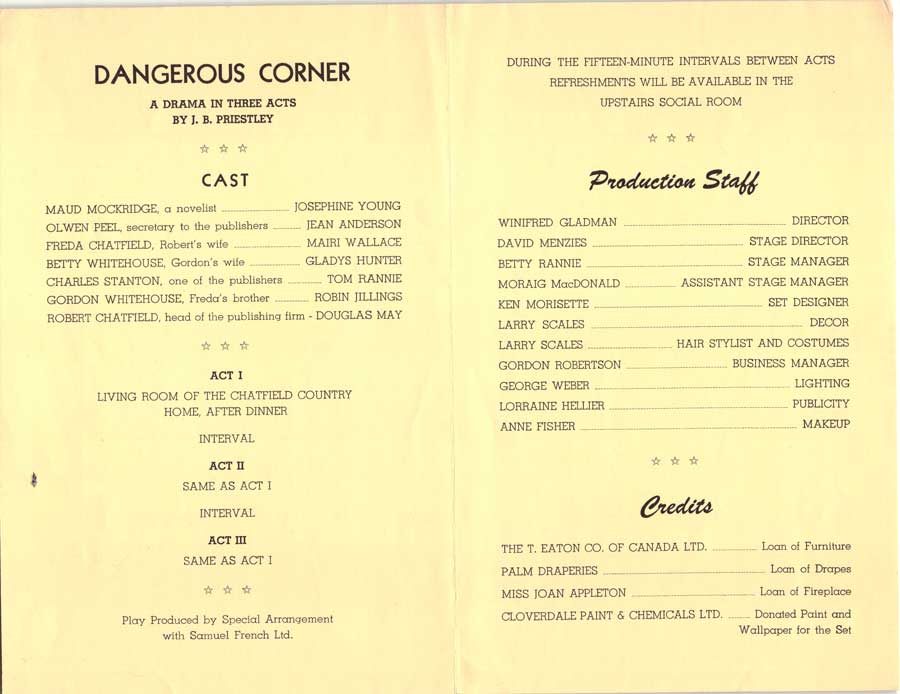 DANGEROUS CORNER
A DRAMA IN THREE ACTS
BY J. B. PRIESTLEY
☆ ☆ ☆
CAST
MAUD MOCKRIDGE, a novelist ........ JOSEPHINE YOUNG
OLWEN PEEL, secretary to the publishers ........ JEAN ANDERSON
FREDA CHATFIELD, Robert's wife ........ MAIRI WALLACE
BETTY WHITEHOUSE, Gordon's wife ........ GLADYS HUNTER
CHARLES STANTON, one of the publishers ........ TOM RANNIE
GORDON WHITEHOUSE, Freda's brother ........ ROBIN JILLINGS
ROBERT CHATFIELD, head of the publishing firm - DOUGLAS MAY
☆ ☆ ☆
ACT I
LIVING ROOM OF THE CHATFIELD COUNTRY
HOME, AFTER DINNER
INTERVAL
ACT II
SAME AS ACT I
INTERVAL
ACT III
SAME AS ACT I
☆ ☆ ☆
Play Produced by Special Arrangement
with Samuel French Ltd.
DURING THE FIFTEEN-MINUTE INTERVALS BETWEEN ACTS
REFRESHMENTS WILL BE AVAILABLE IN THE
UPSTAIRS SOCIAL ROOM
☆ ☆ ☆
Production Staff
WINIFRED GLADMAN ........ DIRECTOR
DAVID MENZIES ........ STAGE DIRECTOR
BETTY RANNIE ........ STAGE MANAGER
MORAIG MacDONALD ........ ASSISTANT STAGE MANAGER
KEN MORISETTE ........ SET DESIGNER
LARRY SCALES ........ DECOR
LARRY SCALES ........ HAIR STYLIST AND COSTUMES
GORDON ROBERTSON ........ BUSINESS MANAGER
GEORGE WEBER ........ LIGHTING
LORRAINE HELLIER ........ PUBLICITY
ANNE FISHER ........ MAKEUP
☆ ☆ ☆
Credits
THE T. EATON CO. OF CANADA LTD. ........ Loan of Furniture
PALM DRAPERIES ........ Loan of Drapes
MISS JOAN APPLETON ........ Loan of Fireplace
CLOVERDALE PAINT & CHEMICALS LTD. ........ Donated Paint and
Wallpaper for the Set